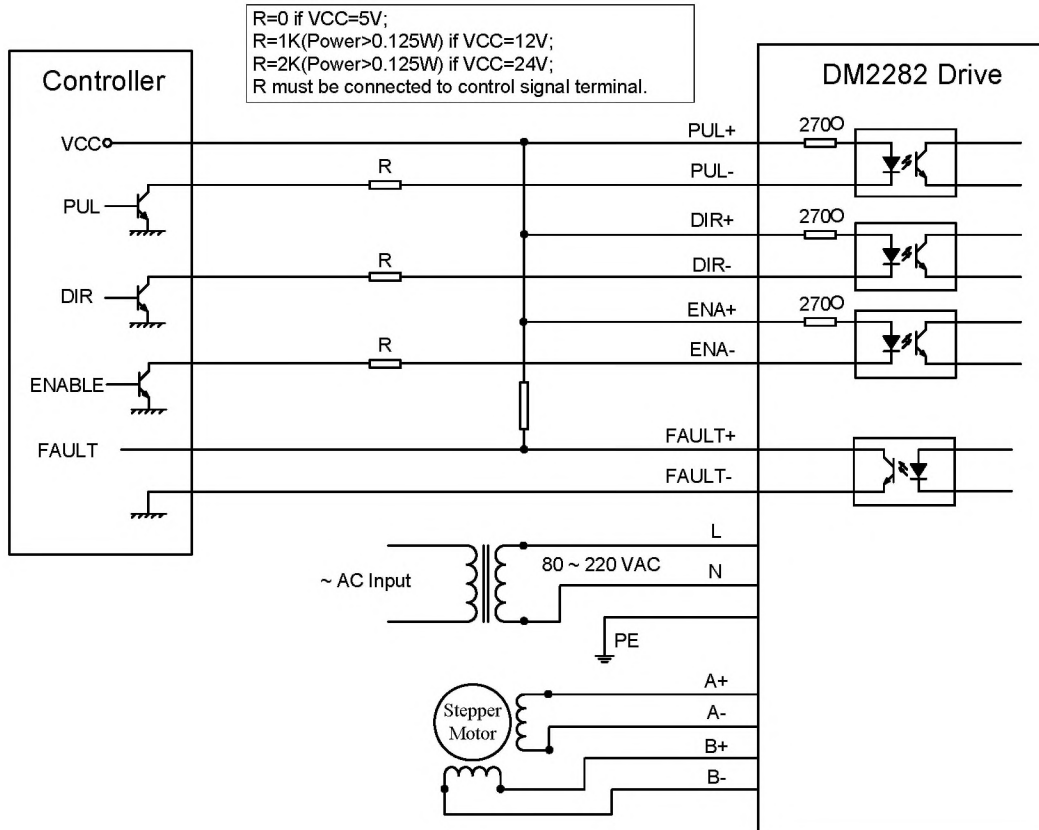 R=0 if VCC=5V;
R=1K(Power>0.125W) if VCC=12V;
R=2K(Power>0.125W) if VCC=24V;
R must be connected to control signal terminal.
Controller
DM2282 Drive
VCC
PUL+
270O
R
PUL-
PUL
DIR+
270O
R
DIR-
DIR
ENA+
270O
R
ENA-
ENABLE
FAULT
FAULT+
FAULT-
L
80 ~ 220 VAC
N
~ AC Input
PE
A+
Stepper
Motor
A-
B+
B-